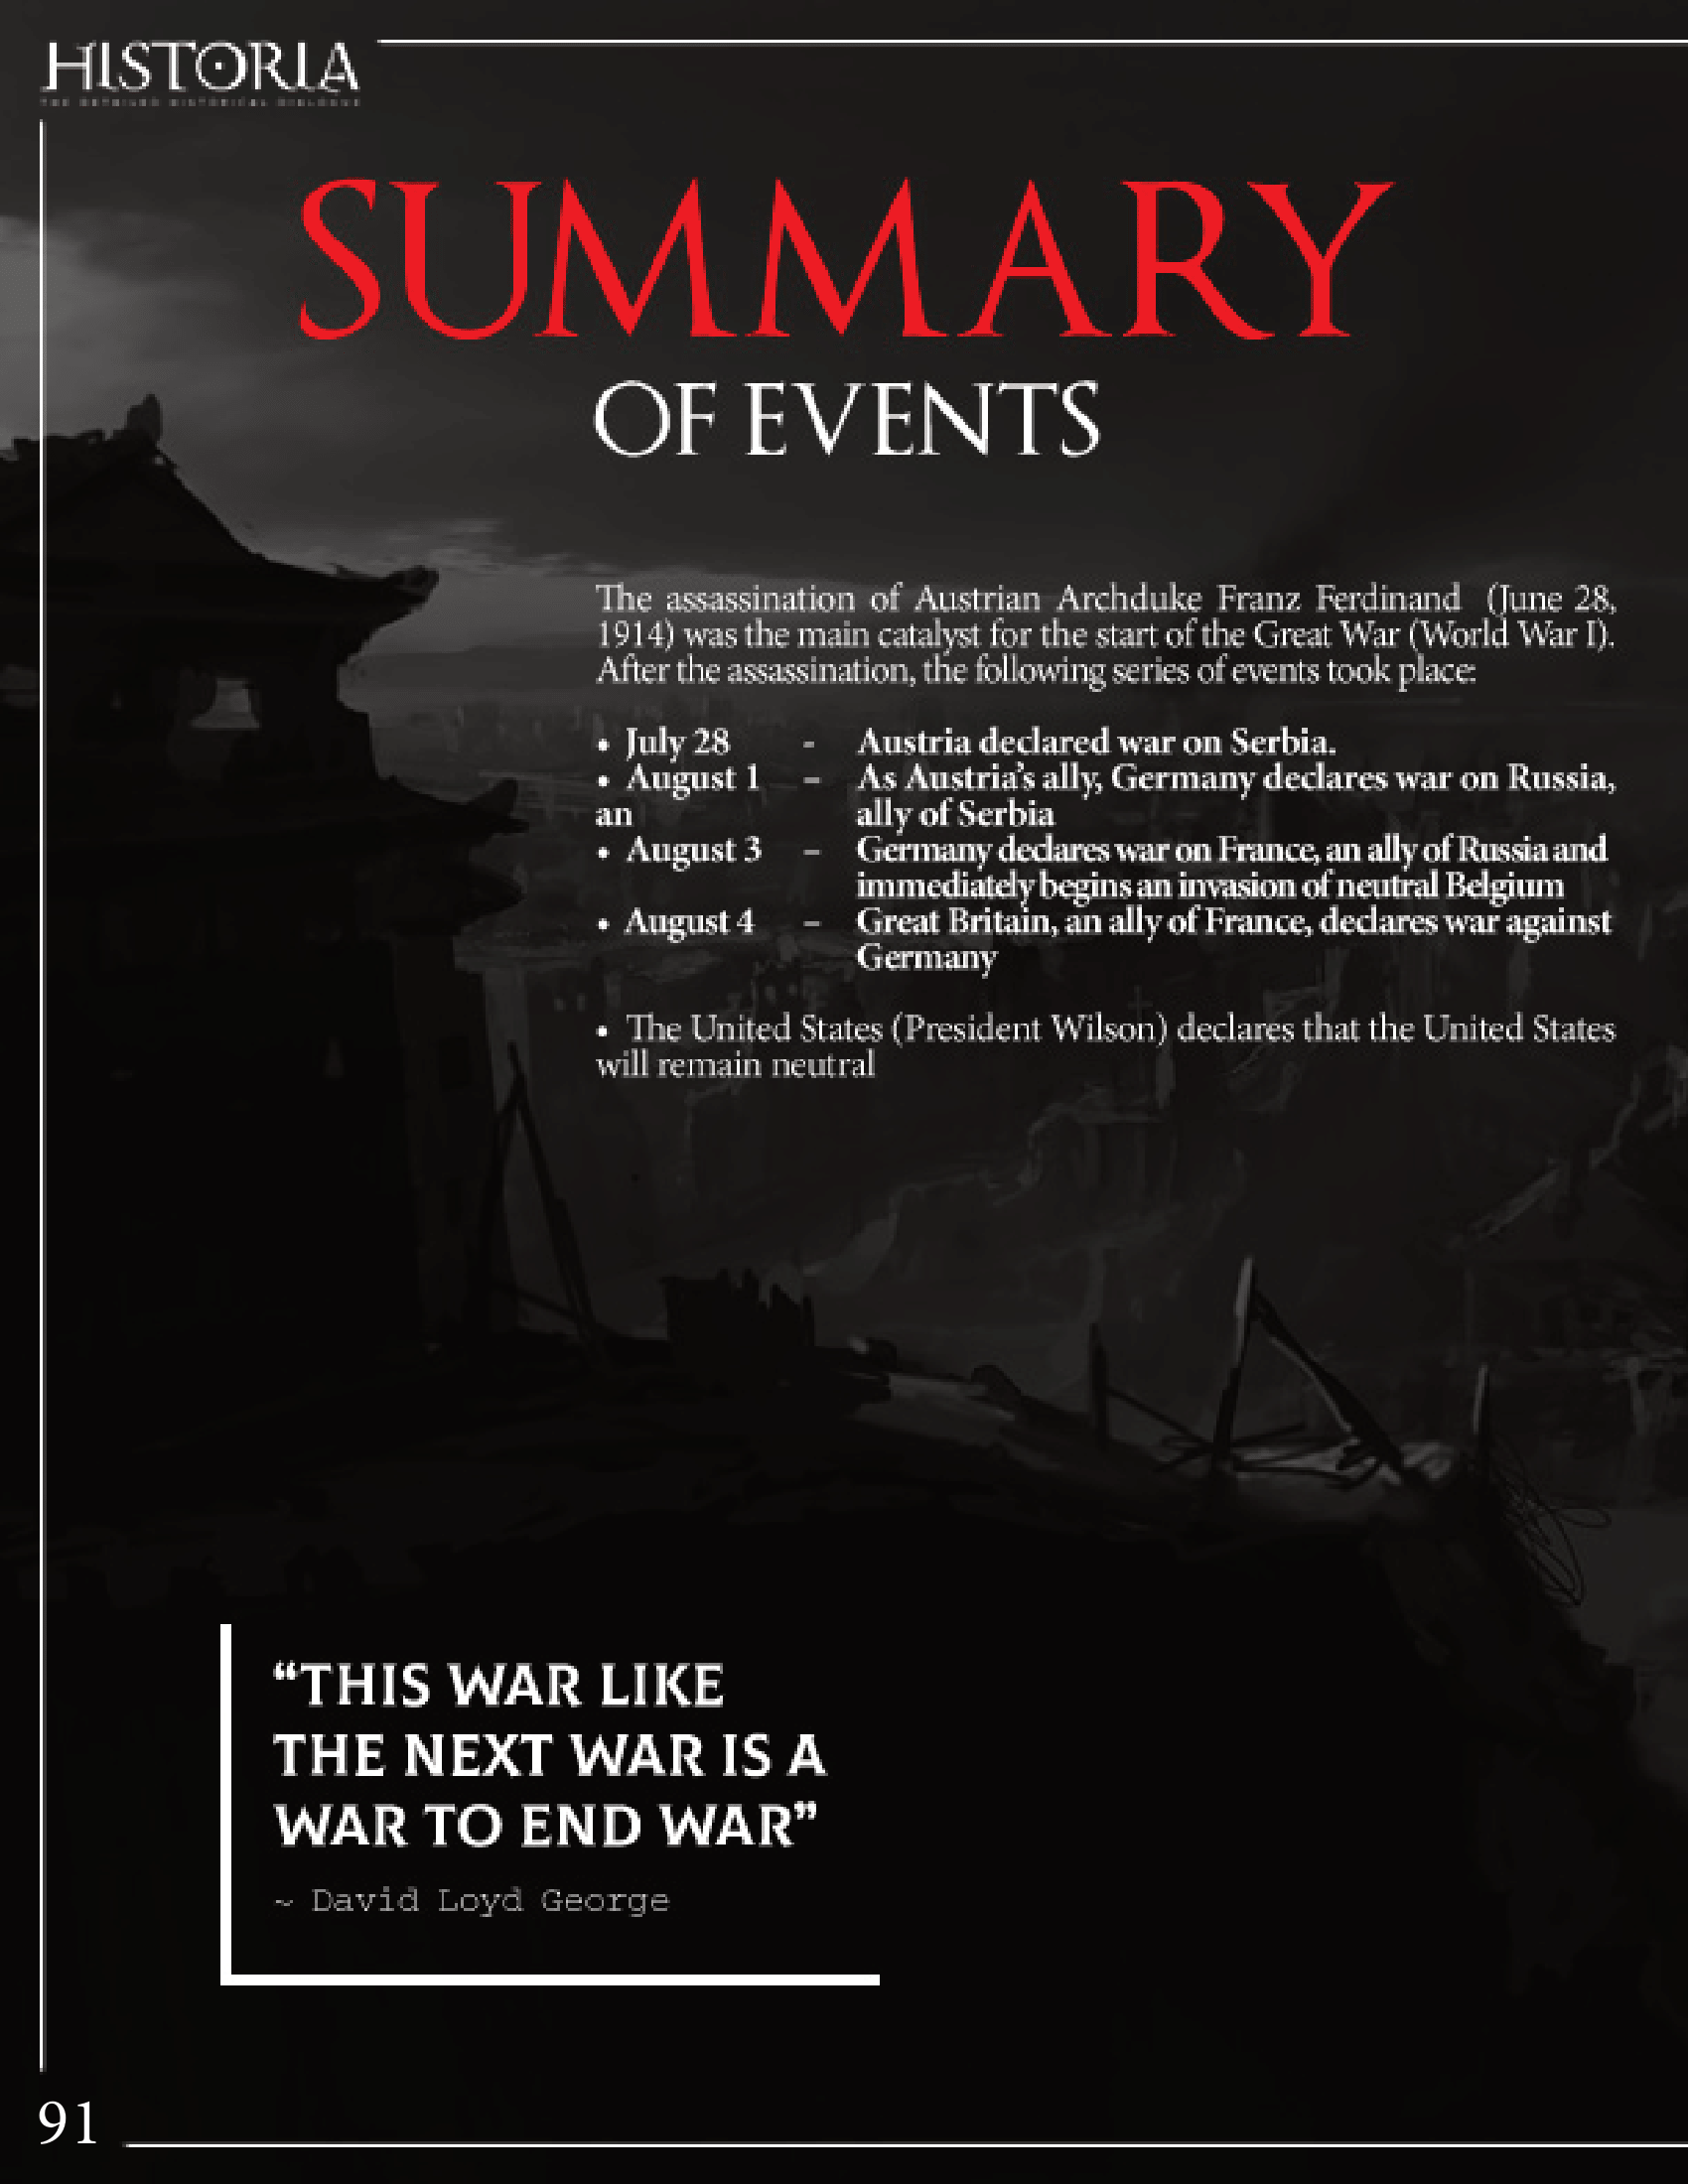 HISTORIA
THE DETAILED HISTORICAL DIALOGUE
SUMMARY
OF EVENTS
The assassination of Austrian Archduke Franz Ferdinand (June 28,
1914) was the main catalyst for the start of the Great War (World War I).
After the assassination, the following series of events took place:
• July 28 - Austria declared war on Serbia.
• August 1 – As Austria's ally, Germany declares war on Russia,
an ally of Serbia
• August 3 – Germany declares war on France, an ally of Russia and
immediately begins an invasion of neutral Belgium
• August 4 – Great Britain, an ally of France, declares war against
Germany
• The United States (President Wilson) declares that the United States
will remain neutral
“THIS WAR LIKE
THE NEXT WAR IS A
WAR TO END WAR”
~ David Loyd George
91